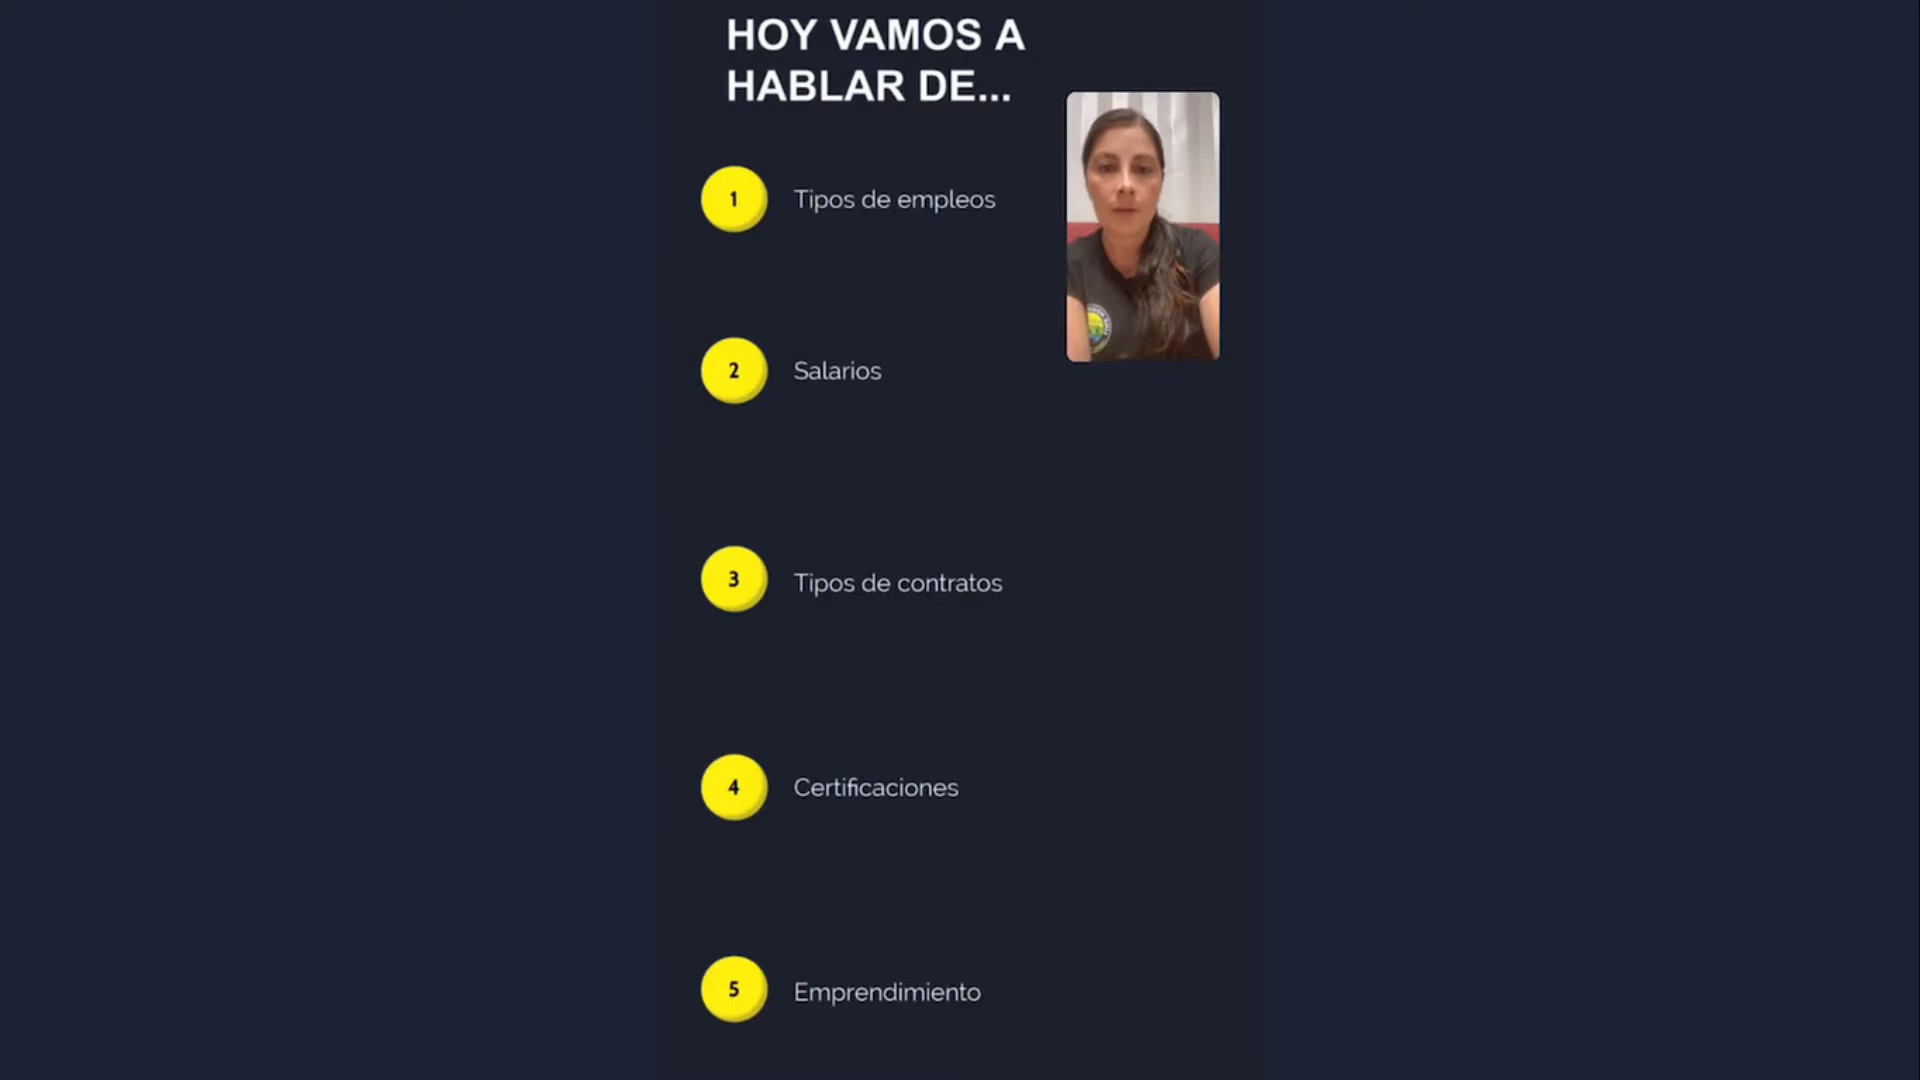 HOY VAMOS A
HABLAR DE...
1 Tipos de empleos
2 Salarios
3 Tipos de contratos
4 Certificaciones
5 Emprendimiento